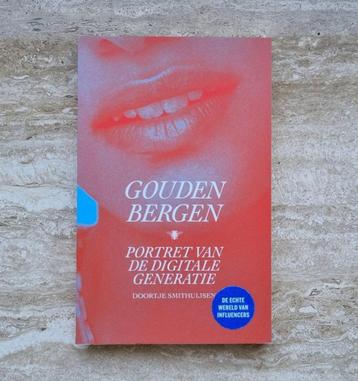 GOUDEN
BERGEN
PORTRET VAN
DE DIGITALE
GENERATIE
DOORTJE SMITHUIJSEN
DE ECHTE
WERELD VAN
INFLUENCERS